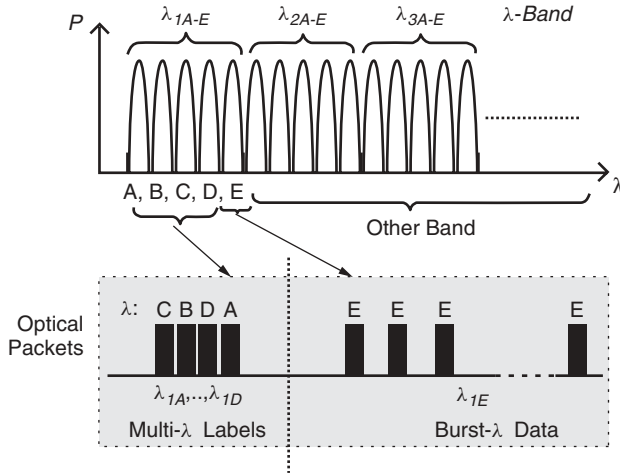 P
λ1A-E
λ2A-E
λ3A-E
λ-Band
λ
A, B, C, D, E
Other Band
Optical
Packets
λ: C B D A
E E E E
λ1A,..,λ1D
λ1E
Multi-λ Labels
Burst-λ Data